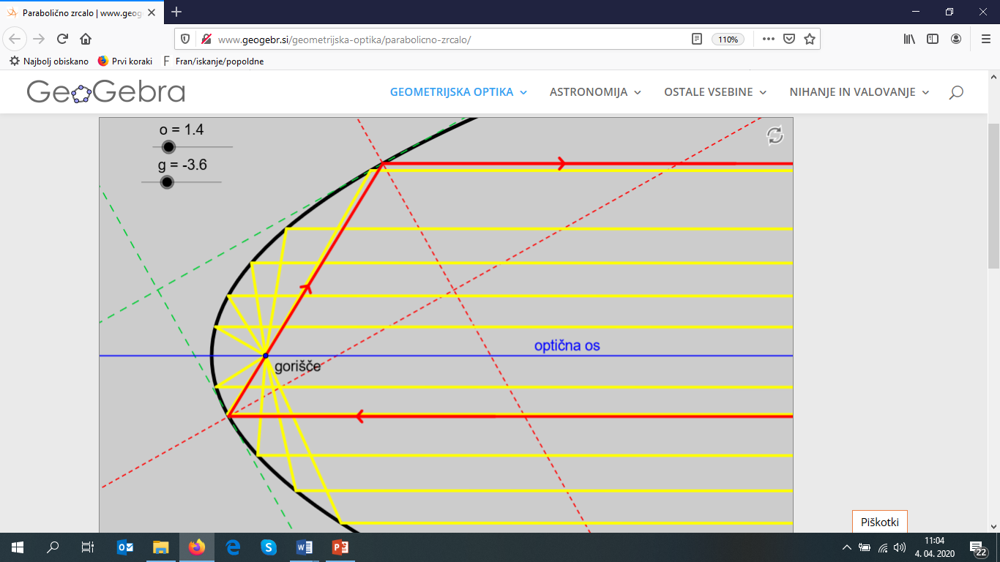 Parabolično zrcalo | www.geog
www.geogebr.si/geometrijska-optika/parabolicno-zrcalo/
110%
Najbolj obiskano
Prvi koraki
F Fran/iskanje/popoldne
GeoGebra
GEOMETRIJSKA OPTIKA
ASTRONOMIJA
OSTALE VSEBINE
NIHANJE IN VALOVANJE
o = 1.4
g = -3.6
optična os
gorišče
Piškotki
11:04
4. 04. 2020
22